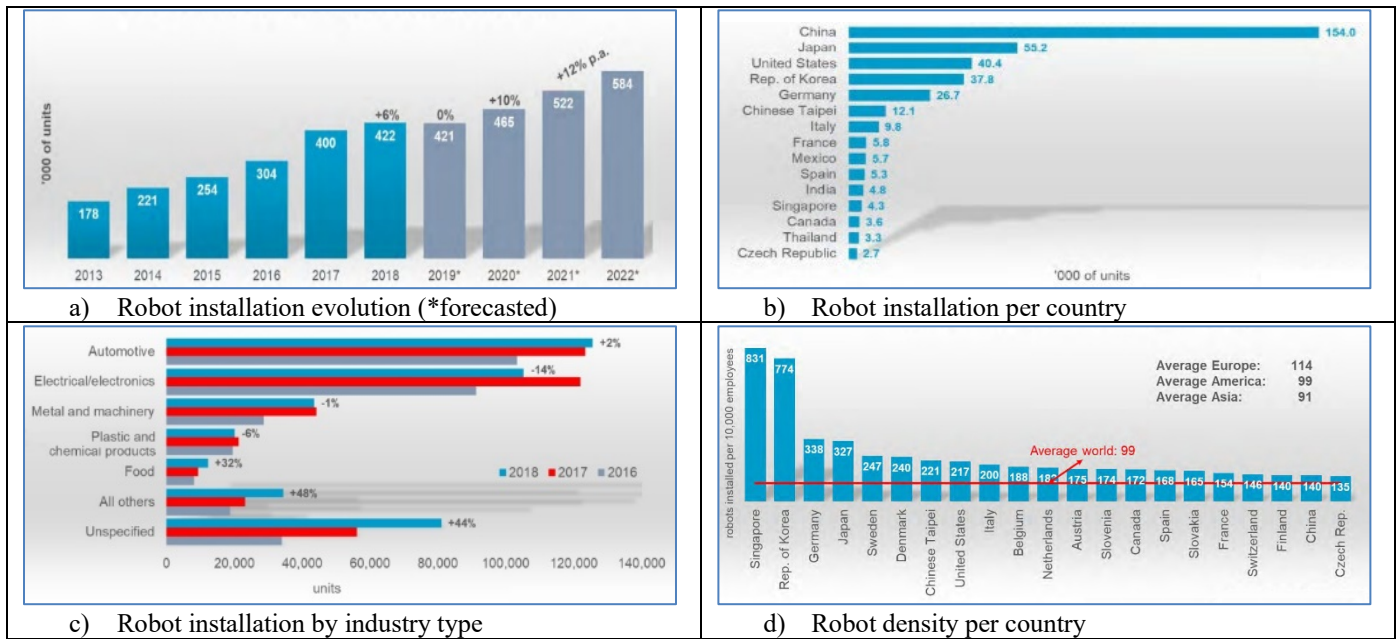 '000 of units
+12% p.a.
+10%
+6%
0%
178
221
254
304
400
422
421
465
522
584
2013
2014
2015
2016
2017
2018
2019*
2020*
2021*
2022*
a) Robot installation evolution (*forecasted)
China 154.0
Japan 55.2
United States 40.4
Rep. of Korea 37.8
Germany 26.7
Chinese Taipei 12.1
Italy 9.8
France 5.8
Mexico 5.7
Spain 5.3
India 4.8
Singapore 4.3
Canada 3.6
Thailand 3.3
Czech Republic 2.7
'000 of units
b) Robot installation per country
Automotive +2%
Electrical/electronics -14%
Metal and machinery -1%
Plastic and
chemical products -6%
Food +32%
2018 2017 2016
All others +48%
Unspecified +44%
0 20,000 40,000 60,000 80,000 100,000 120,000 140,000
units
c) Robot installation by industry type
robots installed per 10,000 employees
Average Europe: 114
Average America: 99
Average Asia: 91
Average world: 99
831
774
338
327
247
240
221
217
200
188
175
174
172
168
165
154
146
140
140
135
Singapore
Rep. of Korea
Germany
Japan
Sweden
Denmark
Chinese Taipei
United States
Italy
Belgium
Netherlands
Austria
Slovenia
Canada
Spain
Slovakia
France
Switzerland
Finland
China
Czech Rep.
d) Robot density per country